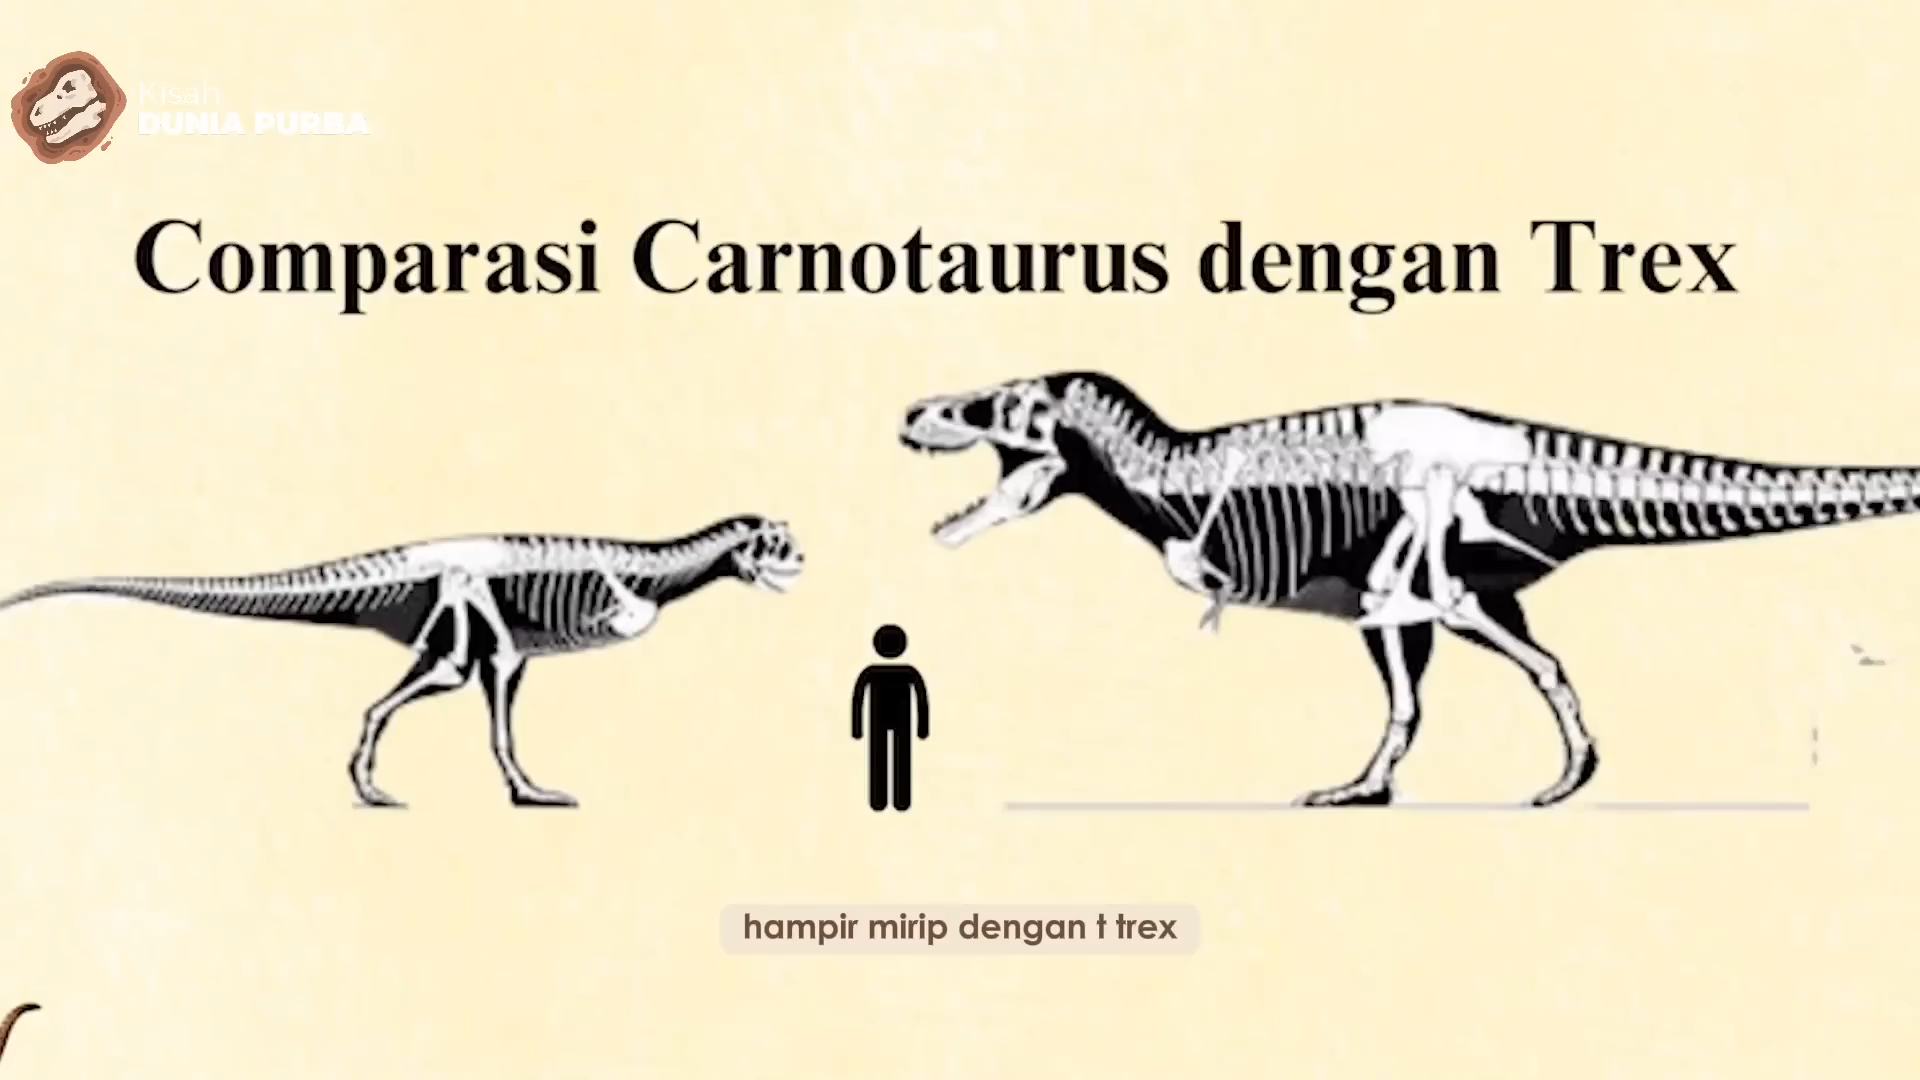 Kisah
DUNIA PURBA
Comparasi Carnotaurus dengan Trex
hampir mirip dengan t trex